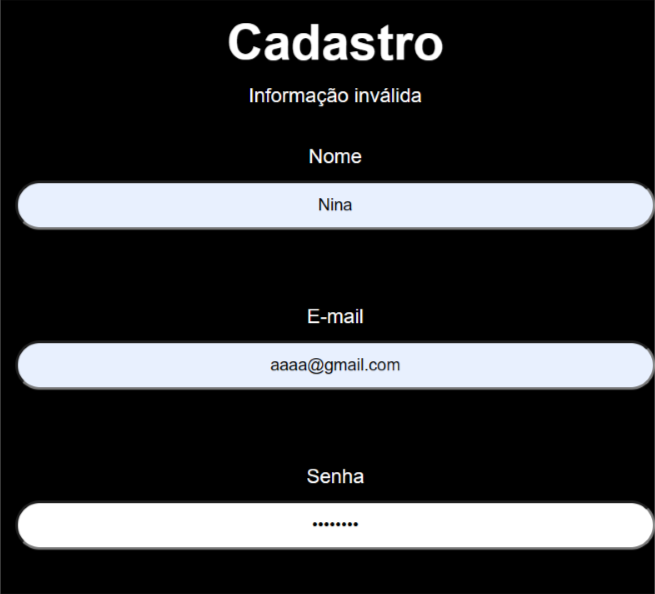 Cadastro
Informação inválida
Nome
Nina
E-mail
aaaa@gmail.com
Senha
••••••••